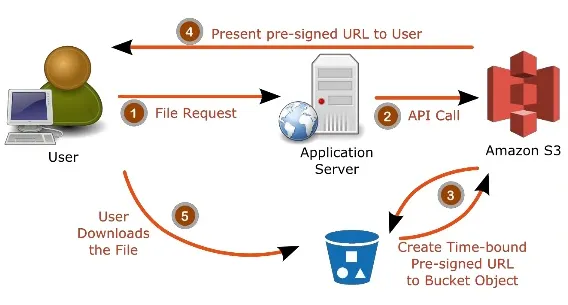 4 Present pre-signed URL to User
1 File Request
2 API Call
User
Application
Server
Amazon S3
3
5
User
Downloads
the File
Create Time-bound
Pre-signed URL
to Bucket Object